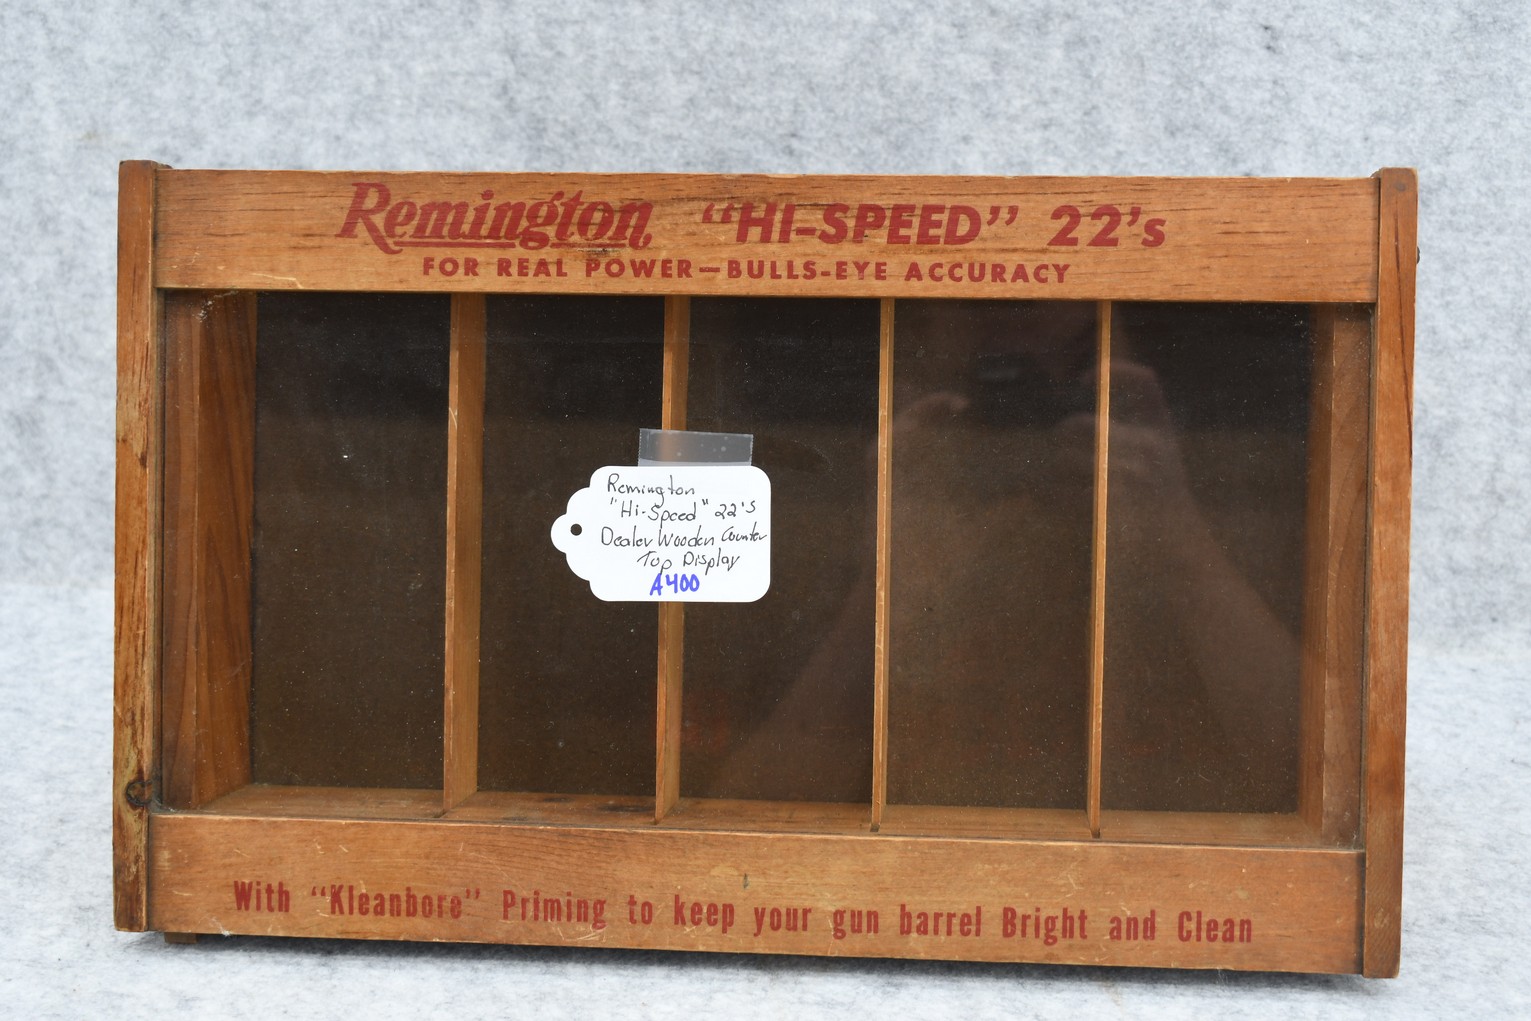 Remington "HI-SPEED" 22's
FOR REAL POWER—BULLS-EYE ACCURACY
Remington
"Hi-Speed" 22's
Dealer Wooden Counter
Top Display
A400
With "Kleanbore" Priming to keep your gun barrel Bright and Clean